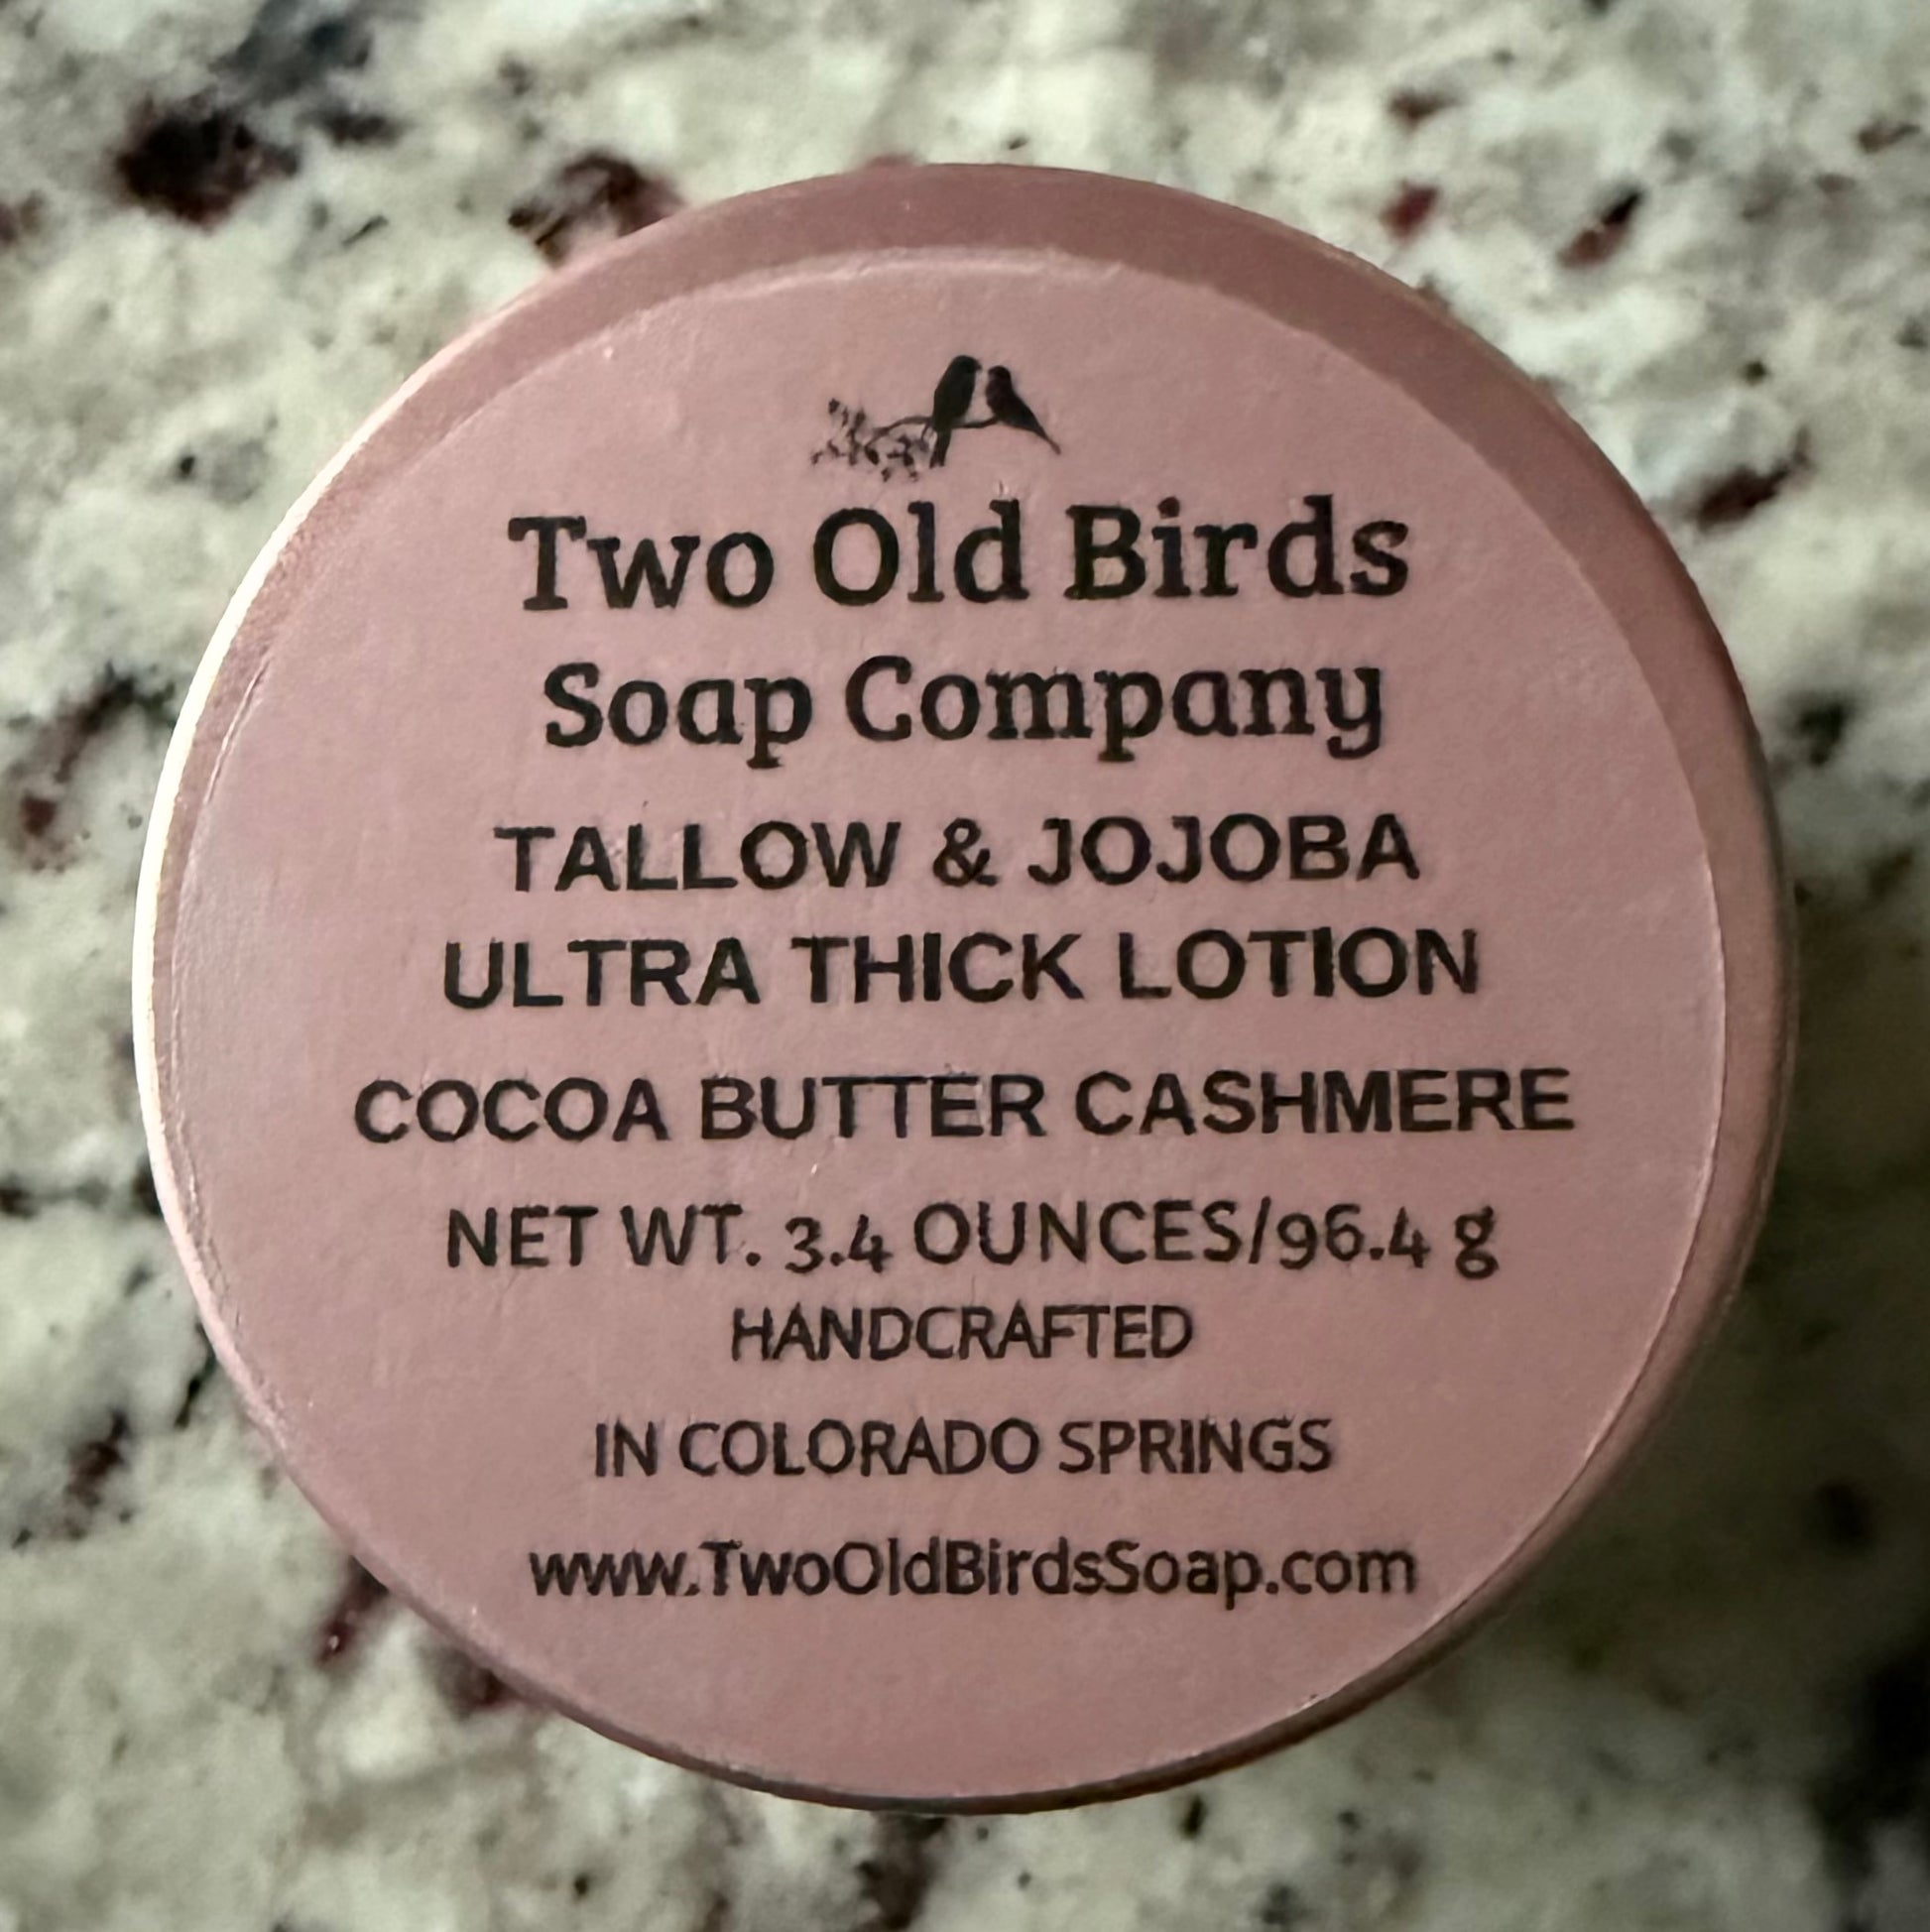 Two Old Birds
Soap Company
TALLOW & JOJOBA
ULTRA THICK LOTION
COCOA BUTTER CASHMERE
NET WT. 3.4 OUNCES/96.4 g
HANDCRAFTED
IN COLORADO SPRINGS
www.TwoOldBirdsSoap.com